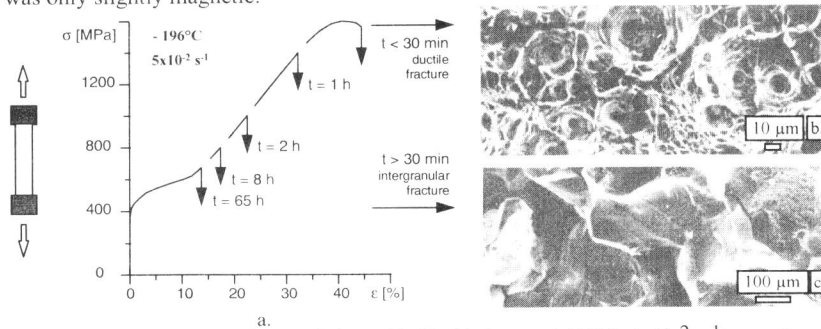 was only slightly magnetic.
σ [MPa]
- 196°C
5x10⁻² s⁻¹
1400
1200
800
400
0
0
10
20
30
40
ε [%]
t = 1 h
t = 2 h
t = 8 h
t = 65 h
t < 30 min
ductile
fracture
t > 30 min
intergranular
fracture
10 µm
b
100 µm
c
a.